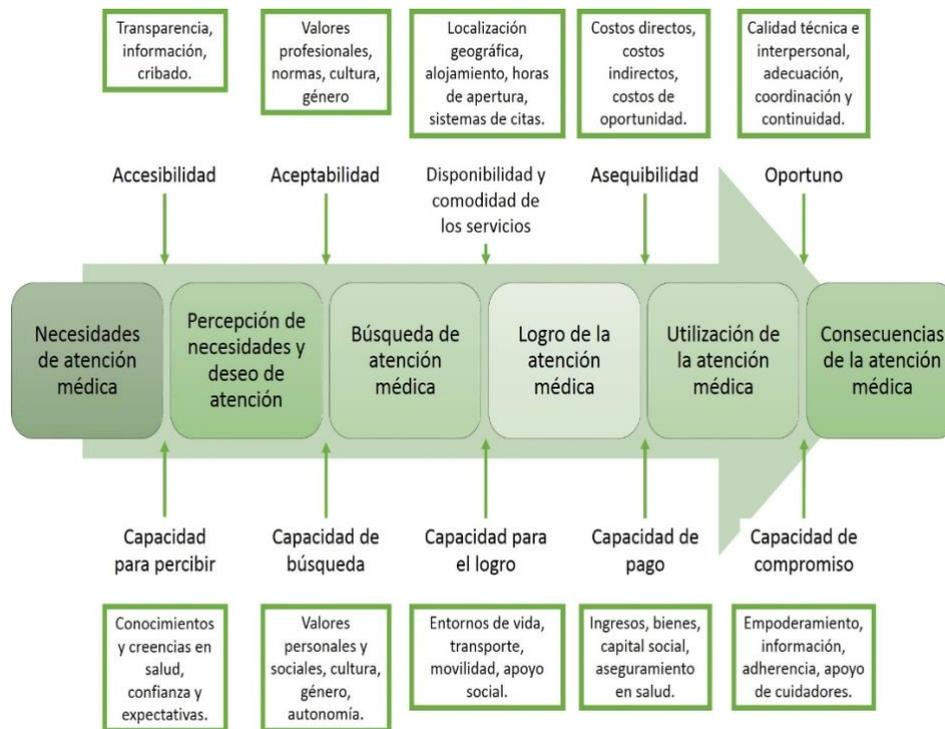 Transparencia,
información,
cribado.
Valores
profesionales,
normas, cultura,
género
Localización
geográfica,
alojamiento, horas
de apertura,
sistemas de citas.
Costos directos,
costos
indirectos,
costos de
oportunidad.
Calidad técnica e
interpersonal,
adecuación,
coordinación y
continuidad.
Accesibilidad
Aceptabilidad
Disponibilidad y
comodidad de
los servicios
Asequibilidad
Oportuno
Necesidades
de atención
médica
Percepción de
necesidades y
deseo de
atención
Búsqueda de
atención
médica
Logro de la
atención
médica
Utilización de
la atención
médica
Consecuencias
de la atención
médica
Capacidad
para percibir
Capacidad de
búsqueda
Capacidad para
el logro
Capacidad de
pago
Capacidad de
compromiso
Conocimientos
y creencias en
salud,
confianza y
expectativas.
Valores
personales y
sociales, cultura,
género,
autonomía.
Entornos de vida,
transporte,
movilidad, apoyo
social.
Ingresos, bienes,
capital social,
aseguramiento
en salud.
Empoderamiento,
información,
adherencia, apoyo
de cuidadores.